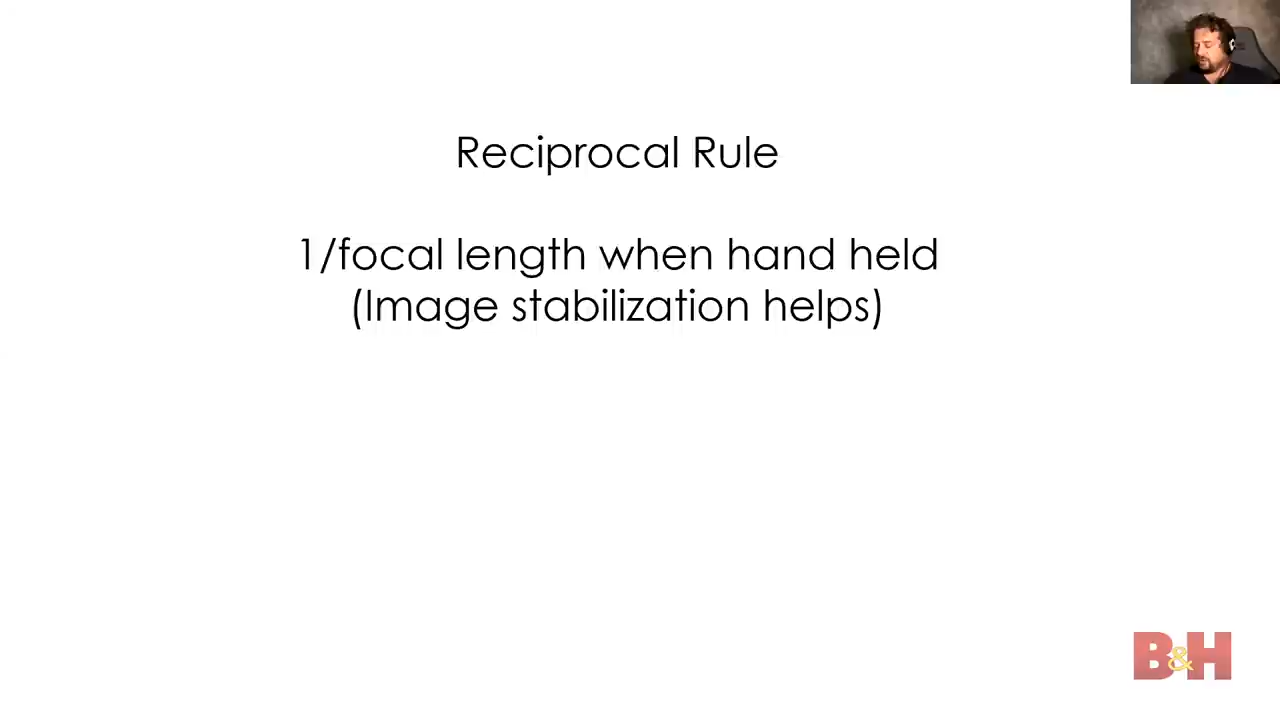 Reciprocal Rule
1/focal length when hand held
(Image stabilization helps)
B&H